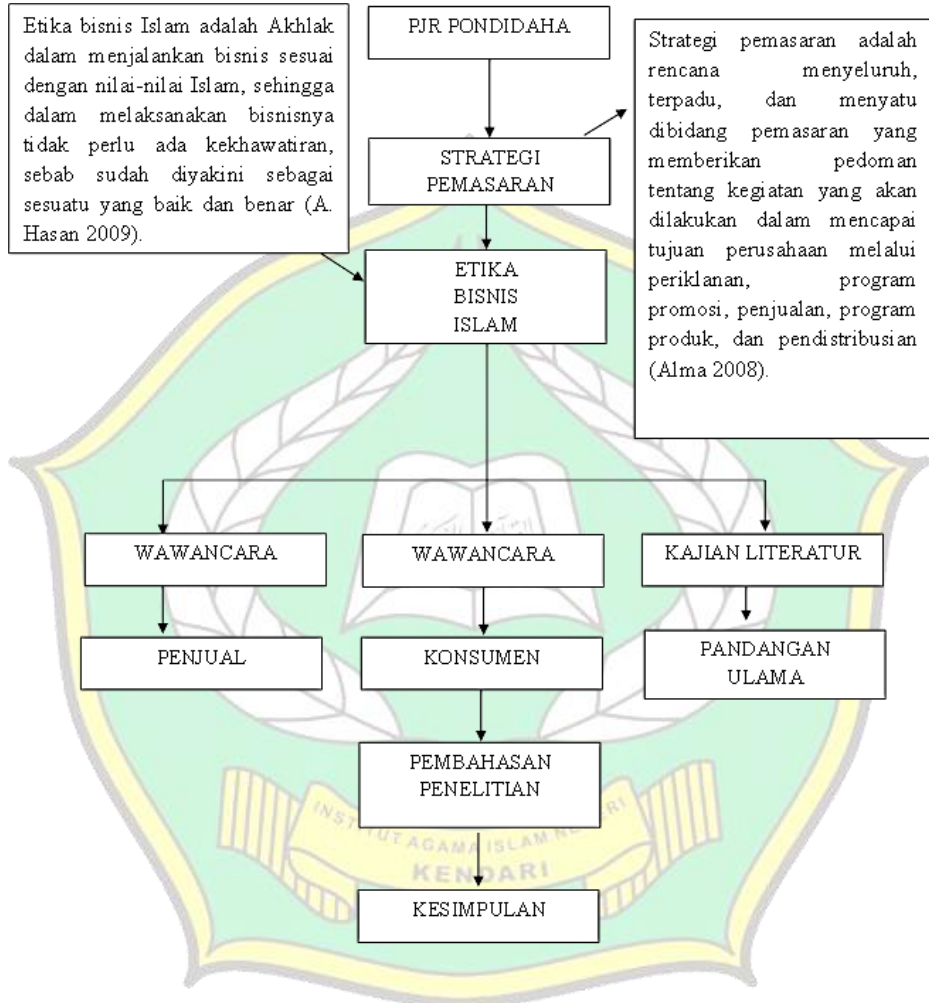 Etika bisnis Islam adalah Akhlak
dalam menjalankan bisnis sesuai
dengan nilai-nilai Islam, sehingga
dalam melaksanakan bisnisnya
tidak perlu ada kekhawatiran,
sebab sudah diyakini sebagai
sesuatu yang baik dan benar (A.
Hasan 2009).
PJR PONDIDAHA
Strategi pemasaran adalah
rencana menyeluruh,
terpadu, dan menyatu
dibidang pemasaran yang
memberikan pedoman
tentang kegiatan yang akan
dilakukan dalam mencapai
tujuan perusahaan melalui
periklanan, program
promosi, penjualan, program
produk, dan pendistribusian
(Alma 2008).
STRATEGI
PEMASARAN
ETIKA
BISNIS
ISLAM
WAWANCARA
WAWANCARA
KAJIAN LITERATUR
PENJUAL
KONSUMEN
PANDANGAN
ULAMA
PEMBAHASAN
PENELITIAN
INSTITUT AGAMA ISLAM NEGERI
KENDARI
KESIMPULAN